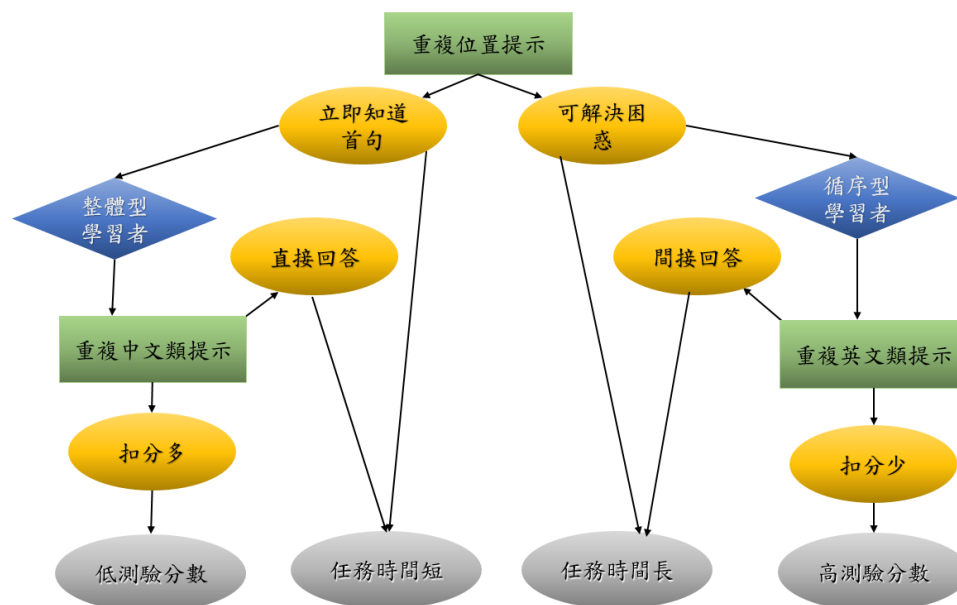 重複位置提示
立即知道
首句
可解決困
惑
整體型
學習者
循序型
學習者
直接回答
間接回答
重複中文類提示
重複英文類提示
扣分多
扣分少
低測驗分數
任務時間短
任務時間長
高測驗分數